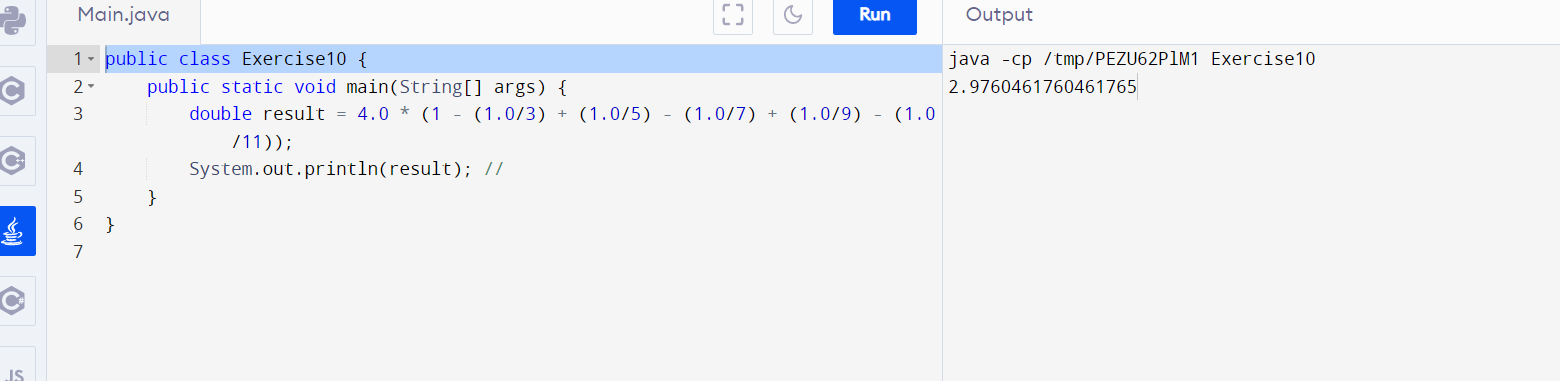 Main.java
Run
Output
1 public class Exercise10 {
2 public static void main(String[] args) {
3 double result = 4.0 * (1 - (1.0/3) + (1.0/5) - (1.0/7) + (1.0/9) - (1.0
/11));
4 System.out.println(result); //
5 }
6 }
7
java -cp /tmp/PEZU62PlM1 Exercise10
2.9760461760461765
C
C++
C#
JS